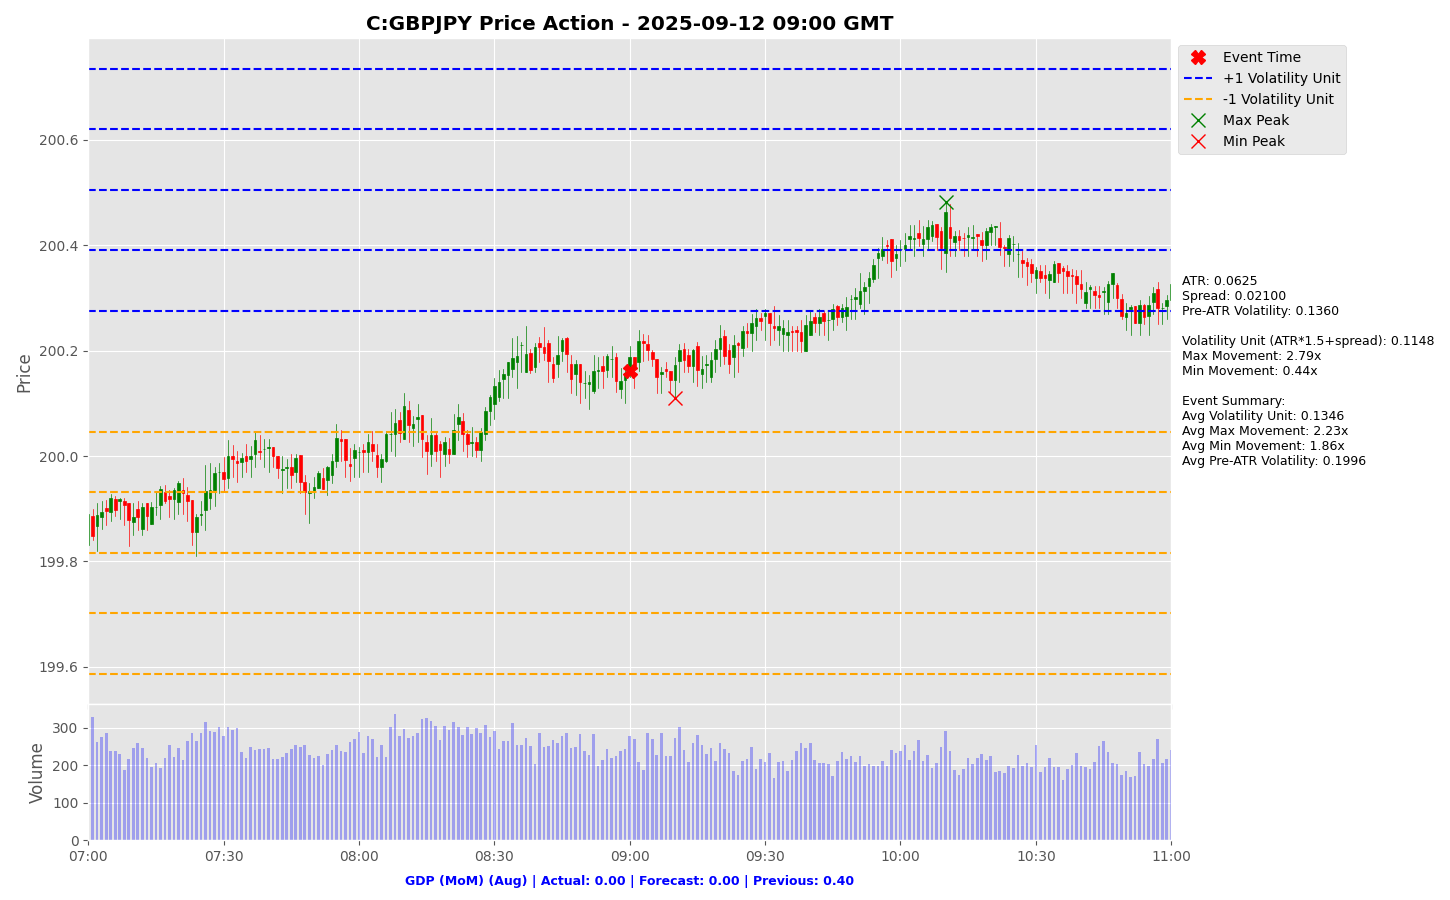 C:GBPJPY Price Action - 2025-09-12 09:00 GMT
Event Time
+1 Volatility Unit
-1 Volatility Unit
Max Peak
Min Peak
Price
200.6
200.4
200.2
200.0
199.8
199.6
ATR: 0.0625
Spread: 0.02100
Pre-ATR Volatility: 0.1360
Volatility Unit (ATR*1.5+spread): 0.1148
Max Movement: 2.79x
Min Movement: 0.44x
Event Summary:
Avg Volatility Unit: 0.1346
Avg Max Movement: 2.23x
Avg Min Movement: 1.86x
Avg Pre-ATR Volatility: 0.1996
Volume
300
200
100
0
07:00 07:30 08:00 08:30 09:00 09:30 10:00 10:30 11:00
GDP (MoM) (Aug) | Actual: 0.00 | Forecast: 0.00 | Previous: 0.40